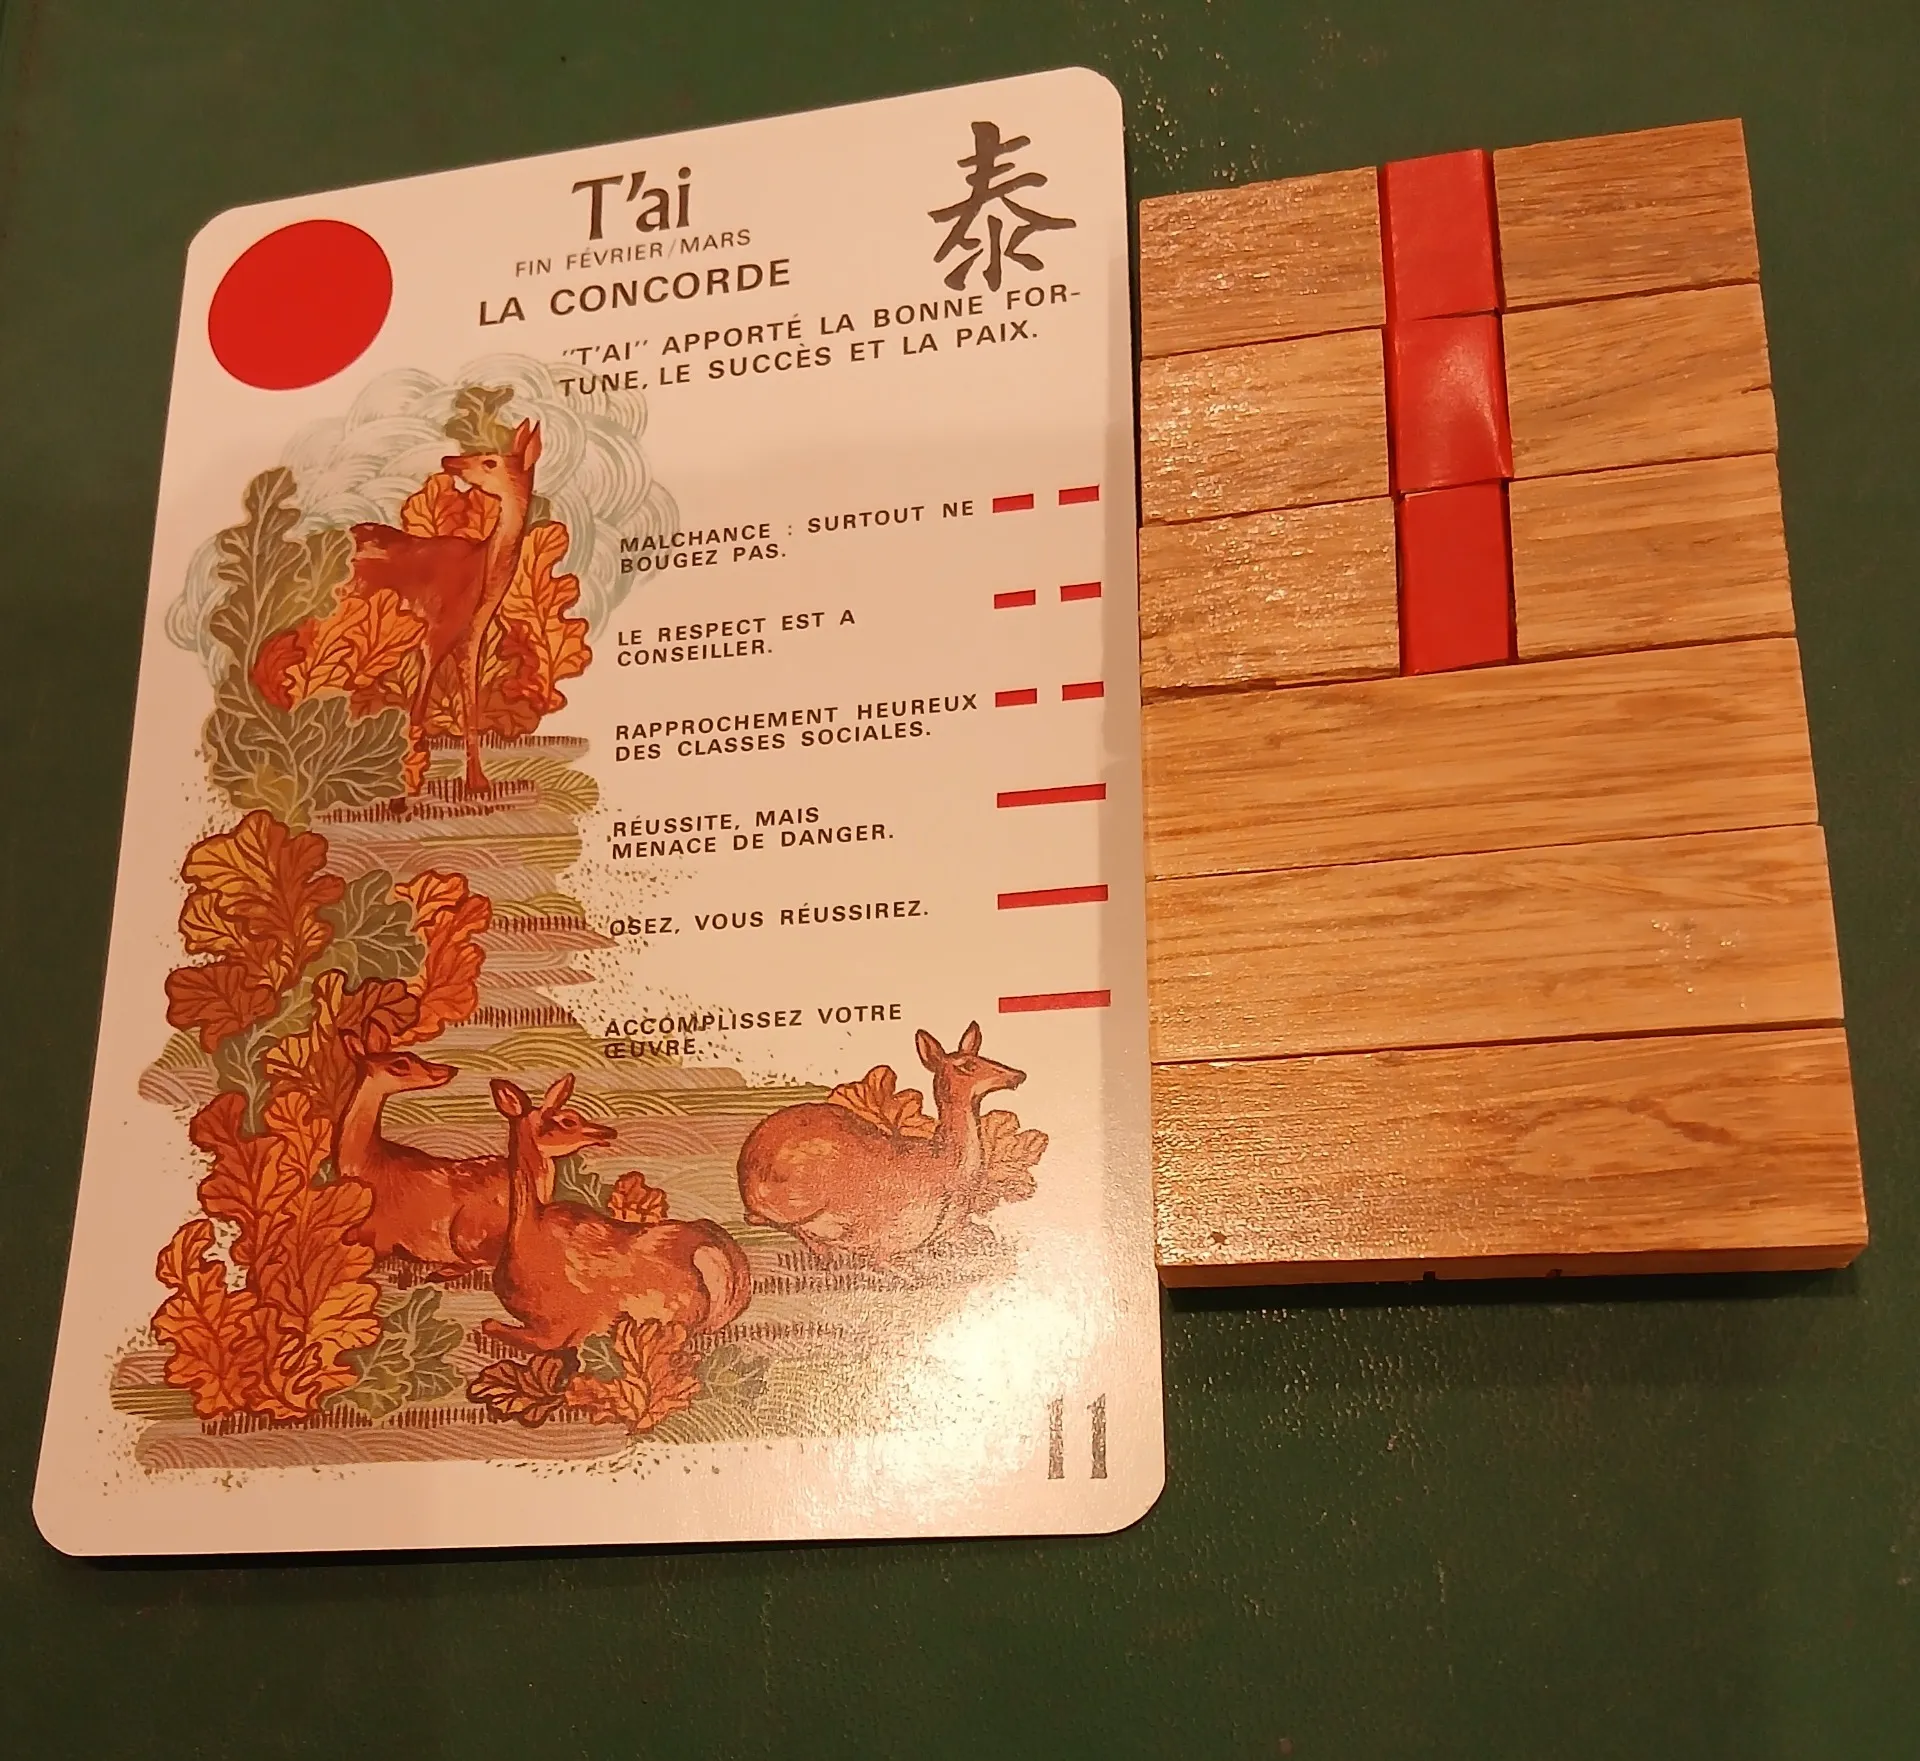 T'ai
泰
FIN FÉVRIER/MARS
LA CONCORDE
"T'AI" APPORTÉ LA BONNE FOR-
TUNE, LE SUCCÈS ET LA PAIX.
MALCHANCE : SURTOUT NE
BOUGEZ PAS.
LE RESPECT EST A
CONSEILLER.
RAPPROCHEMENT HEUREUX
DES CLASSES SOCIALES.
RÉUSSITE, MAIS
MENACE DE DANGER.
OSEZ, VOUS RÉUSSIREZ.
ACCOMPLISSEZ VOTRE
ŒUVRE.
11